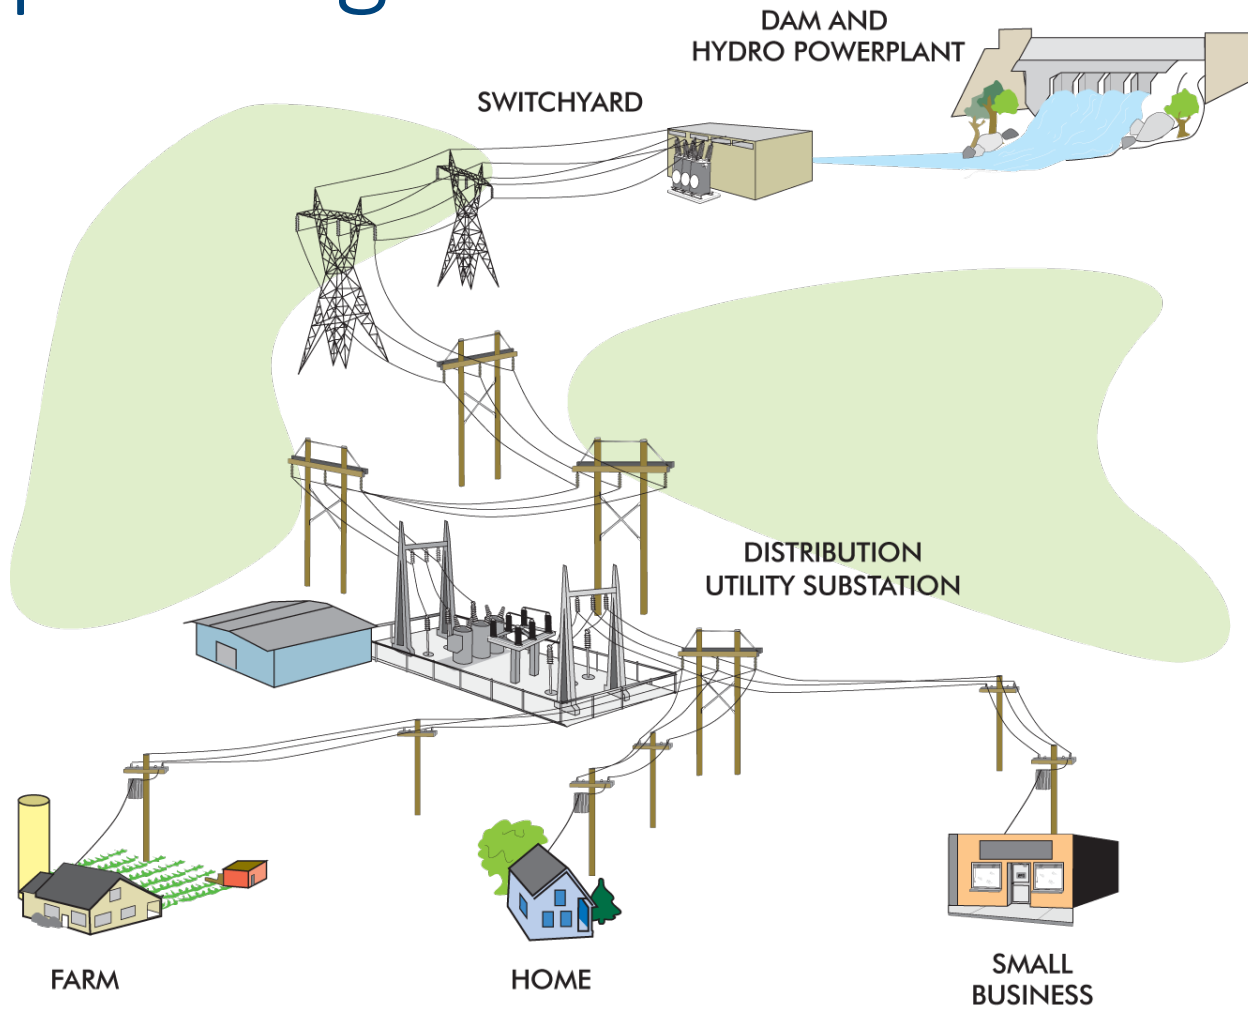 DAM AND
HYDRO POWERPLANT
SWITCHYARD
DISTRIBUTION
UTILITY SUBSTATION
FARM
HOME
SMALL
BUSINESS